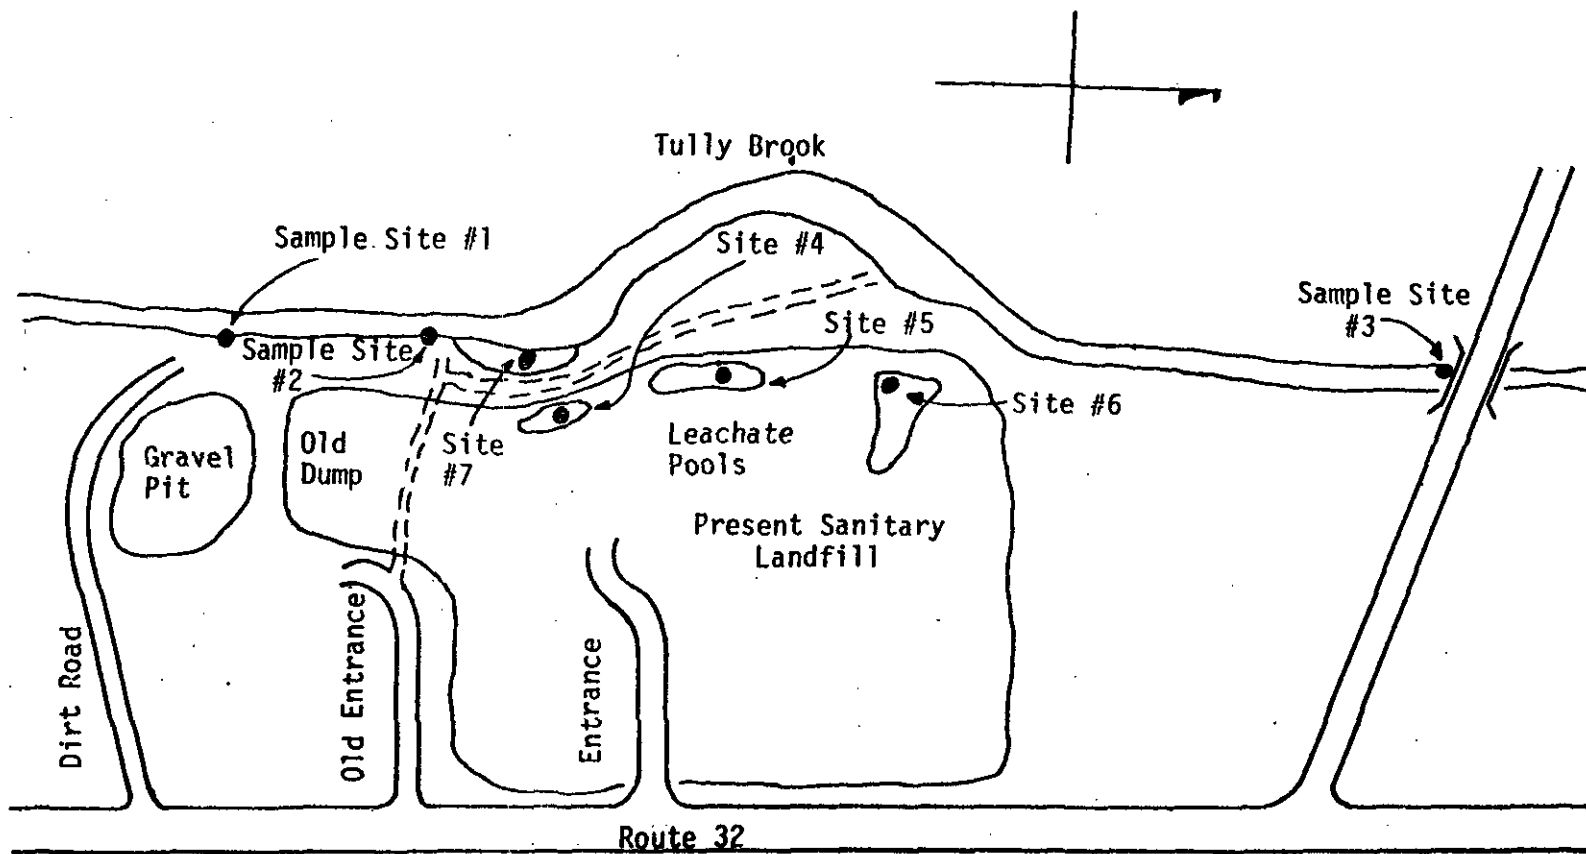 Tully Brook
Sample Site #1
Site #4
Sample Site
#3
Site #5
Sample Site
#2
Site #6
Site
#7
Old
Dump
Gravel
Pit
Leachate
Pools
Present Sanitary
Landfill
Dirt Road
Old Entrance
Entrance
Route 32